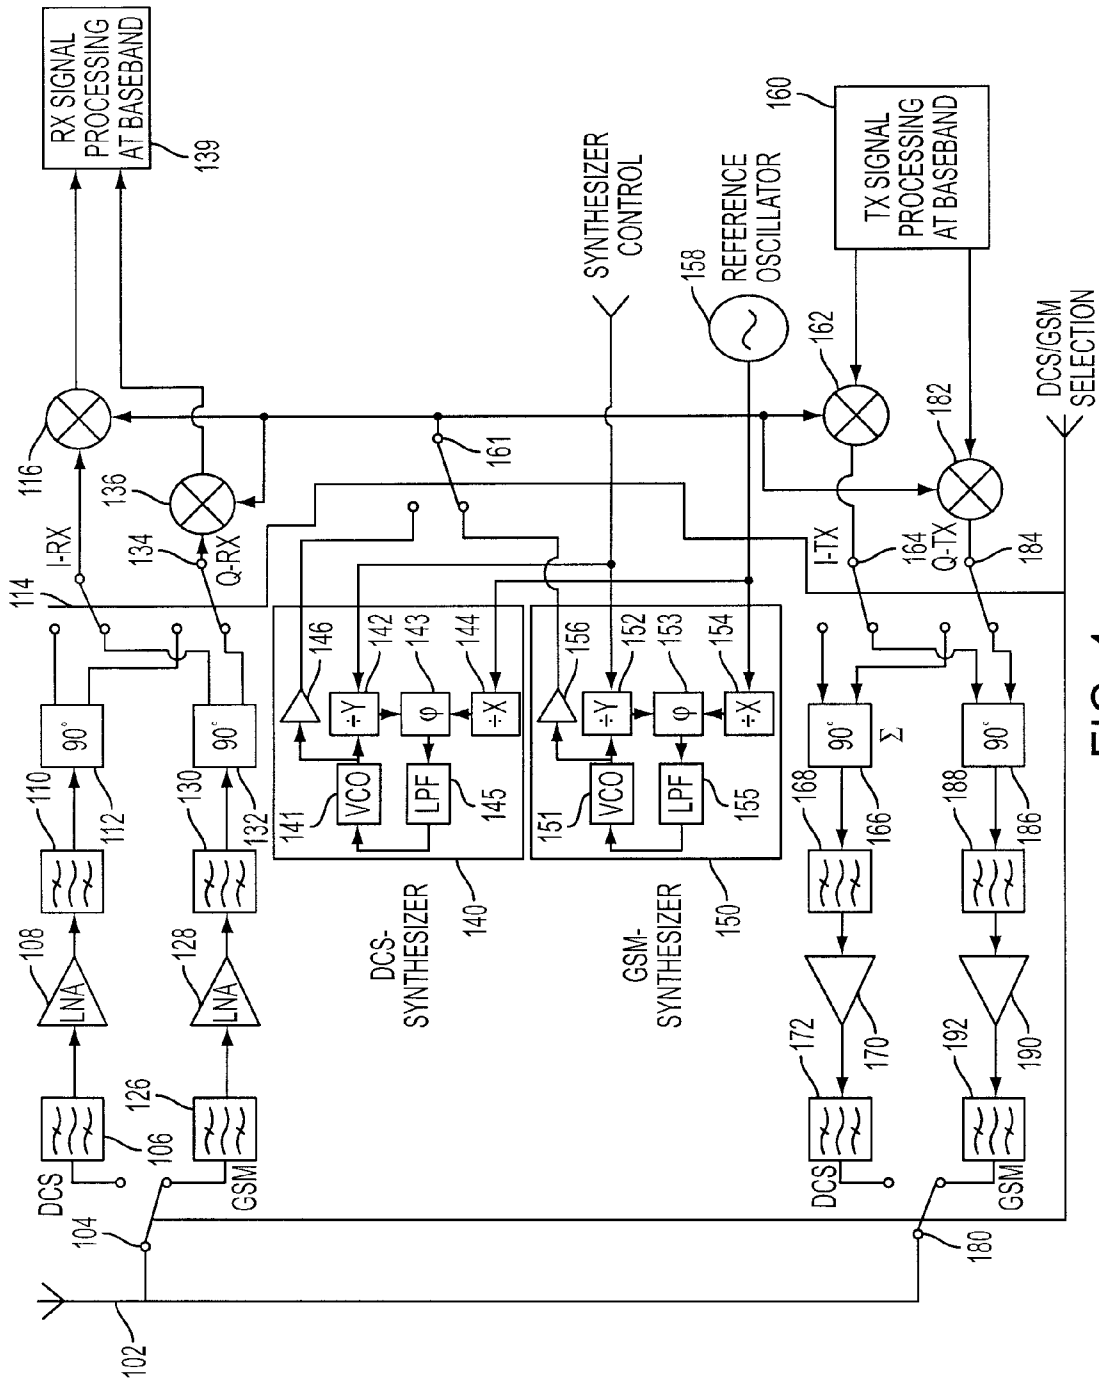 RX SIGNAL
PROCESSING
AT BASEBAND
139
116
I-RX
136
134
Q-RX
114
110
90°
112
108
LNA
106
DCS
104
130
90°
132
128
LNA
126
GSM
102
161
SYNTHESIZER
CONTROL
158
REFERENCE
OSCILLATOR
146
÷Y
142
φ
143
÷X
144
141
VCO
LPF
145
DCS-
SYNTHESIZER
140
156
÷Y
152
φ
153
÷X
154
151
VCO
LPF
155
GSM-
SYNTHESIZER
150
160
TX SIGNAL
PROCESSING
AT BASEBAND
162
182
I-TX
164
Q-TX
184
90°
Σ
166
168
170
172
DCS
90°
186
188
190
192
GSM
180
DCS/GSM
SELECTION